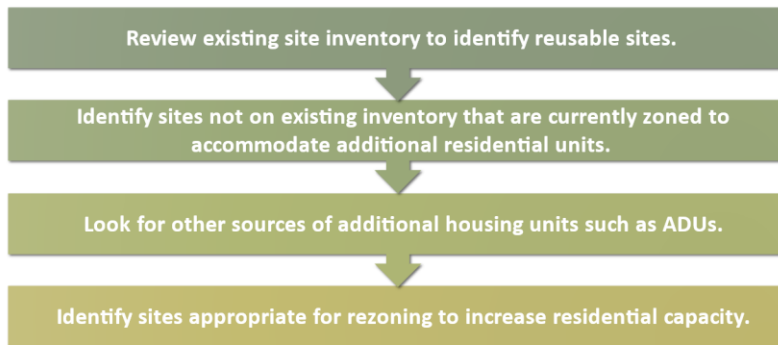 Review existing site inventory to identify reusable sites.
Identify sites not on existing inventory that are currently zoned to
accommodate additional residential units.
Look for other sources of additional housing units such as ADUs.
Identify sites appropriate for rezoning to increase residential capacity.